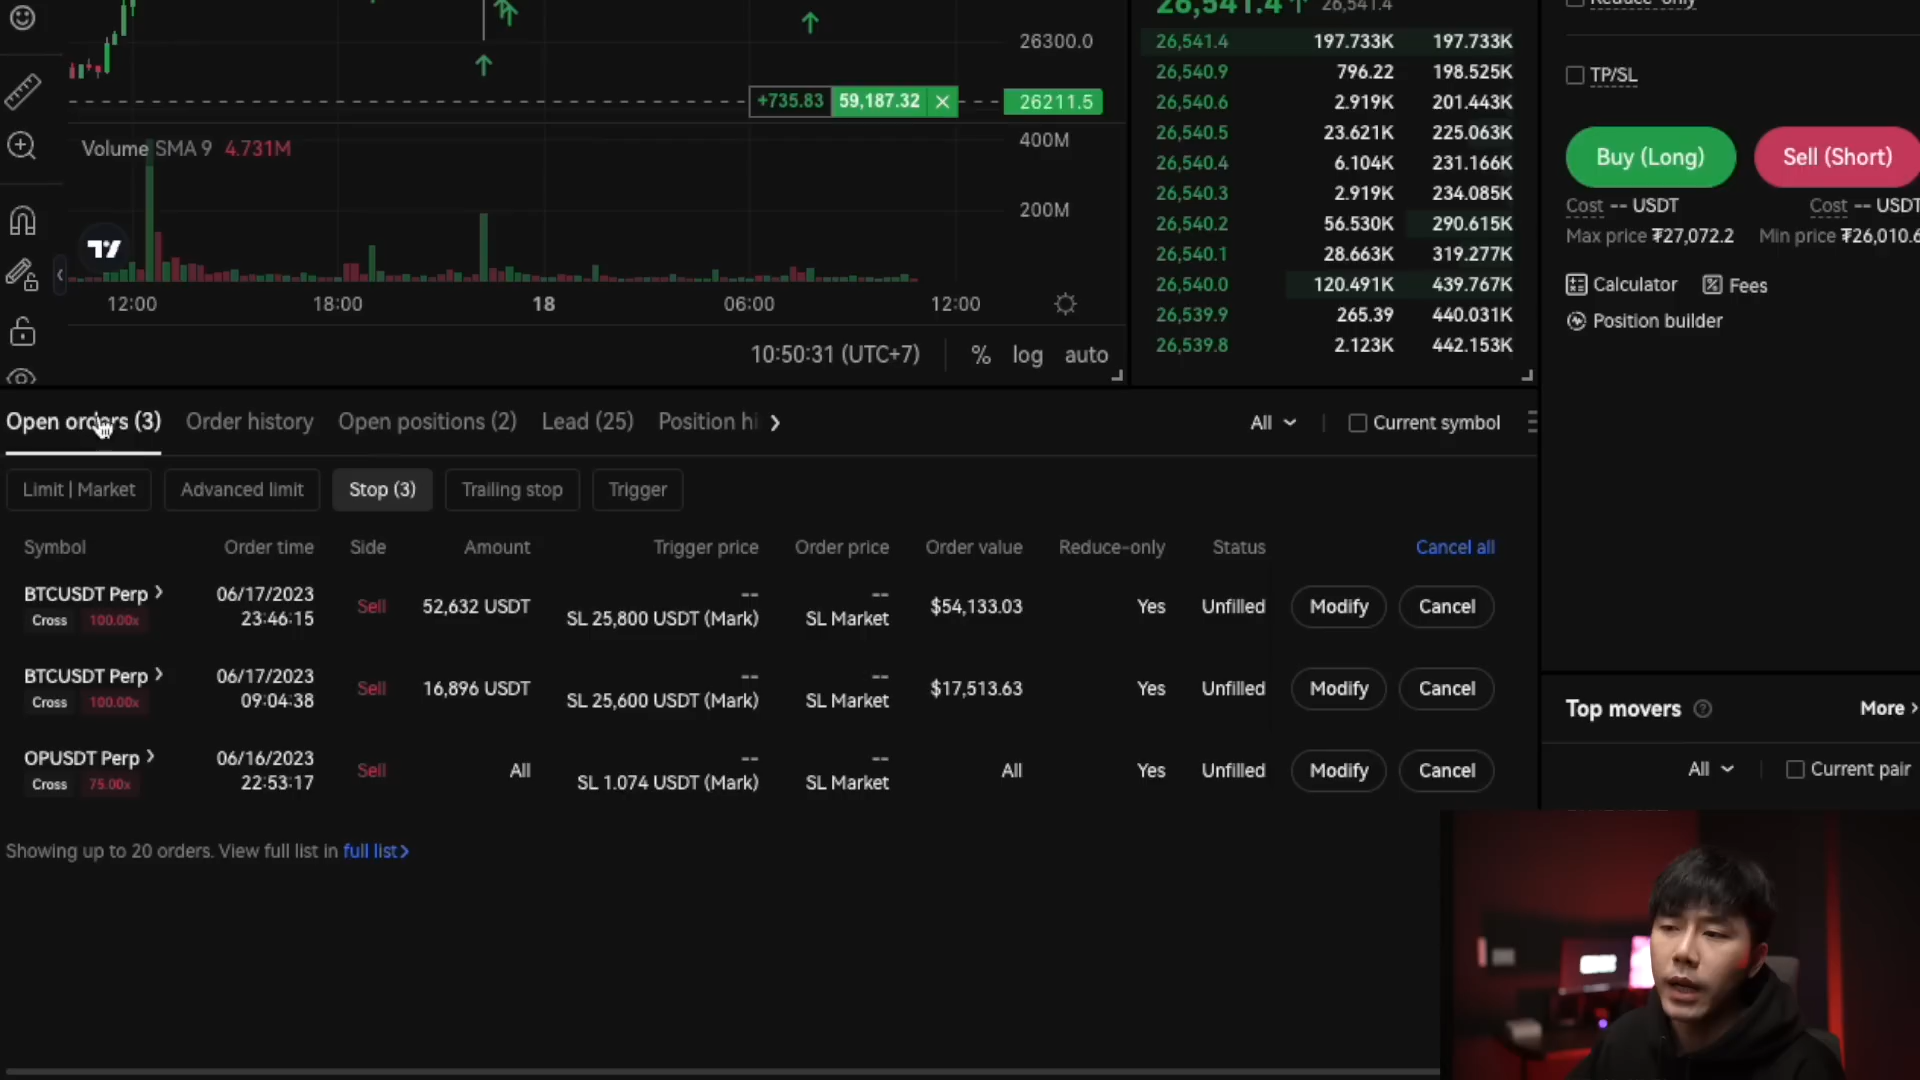 26,541.4↑ 26,541.4
Reduce-only
26300.0
26,541.4 197.733K 197.733K
26,540.9 796.22 198.525K
TP/SL
+735.83 59,187.32 × 26211.5
26,540.6 2.919K 201.443K
Volume SMA 9 4.731M
400M
26,540.5 23.621K 225.063K
26,540.4 6.104K 231.166K
Buy (Long) Sell (Short)
26,540.3 2.919K 234.085K
200M
Cost -- USDT Cost -- USDT
26,540.2 56.530K 290.615K
Max price ₮27,072.2 Min price ₮26,010.6
26,540.1 28.663K 319.277K
26,540.0 120.491K 439.767K
Calculator Fees
12:00 18:00 18 06:00 12:00
26,539.9 265.39 440.031K
Position builder
26,539.8 2.123K 442.153K
10:50:31 (UTC+7) % log auto
Open orders (3) Order history Open positions (2) Lead (25) Position hi All Current symbol
Limit | Market Advanced limit Stop (3) Trailing stop Trigger
Symbol Order time Side Amount Trigger price Order price Order value Reduce-only Status Cancel all
BTCUSDT Perp 06/17/2023 -- --
Sell 52,632 USDT $54,133.03 Yes Unfilled Modify Cancel
Cross 100.00x 23:46:15 SL 25,800 USDT (Mark) SL Market
BTCUSDT Perp 06/17/2023 -- --
Sell 16,896 USDT $17,513.63 Yes Unfilled Modify Cancel
Cross 100.00x 09:04:38 SL 25,600 USDT (Mark) SL Market
OPUSDT Perp 06/16/2023 -- --
Sell All All Yes Unfilled Modify Cancel
Cross 75.00x 22:53:17 SL 1.074 USDT (Mark) SL Market
Showing up to 20 orders. View full list in full list
Top movers More
All Current pair